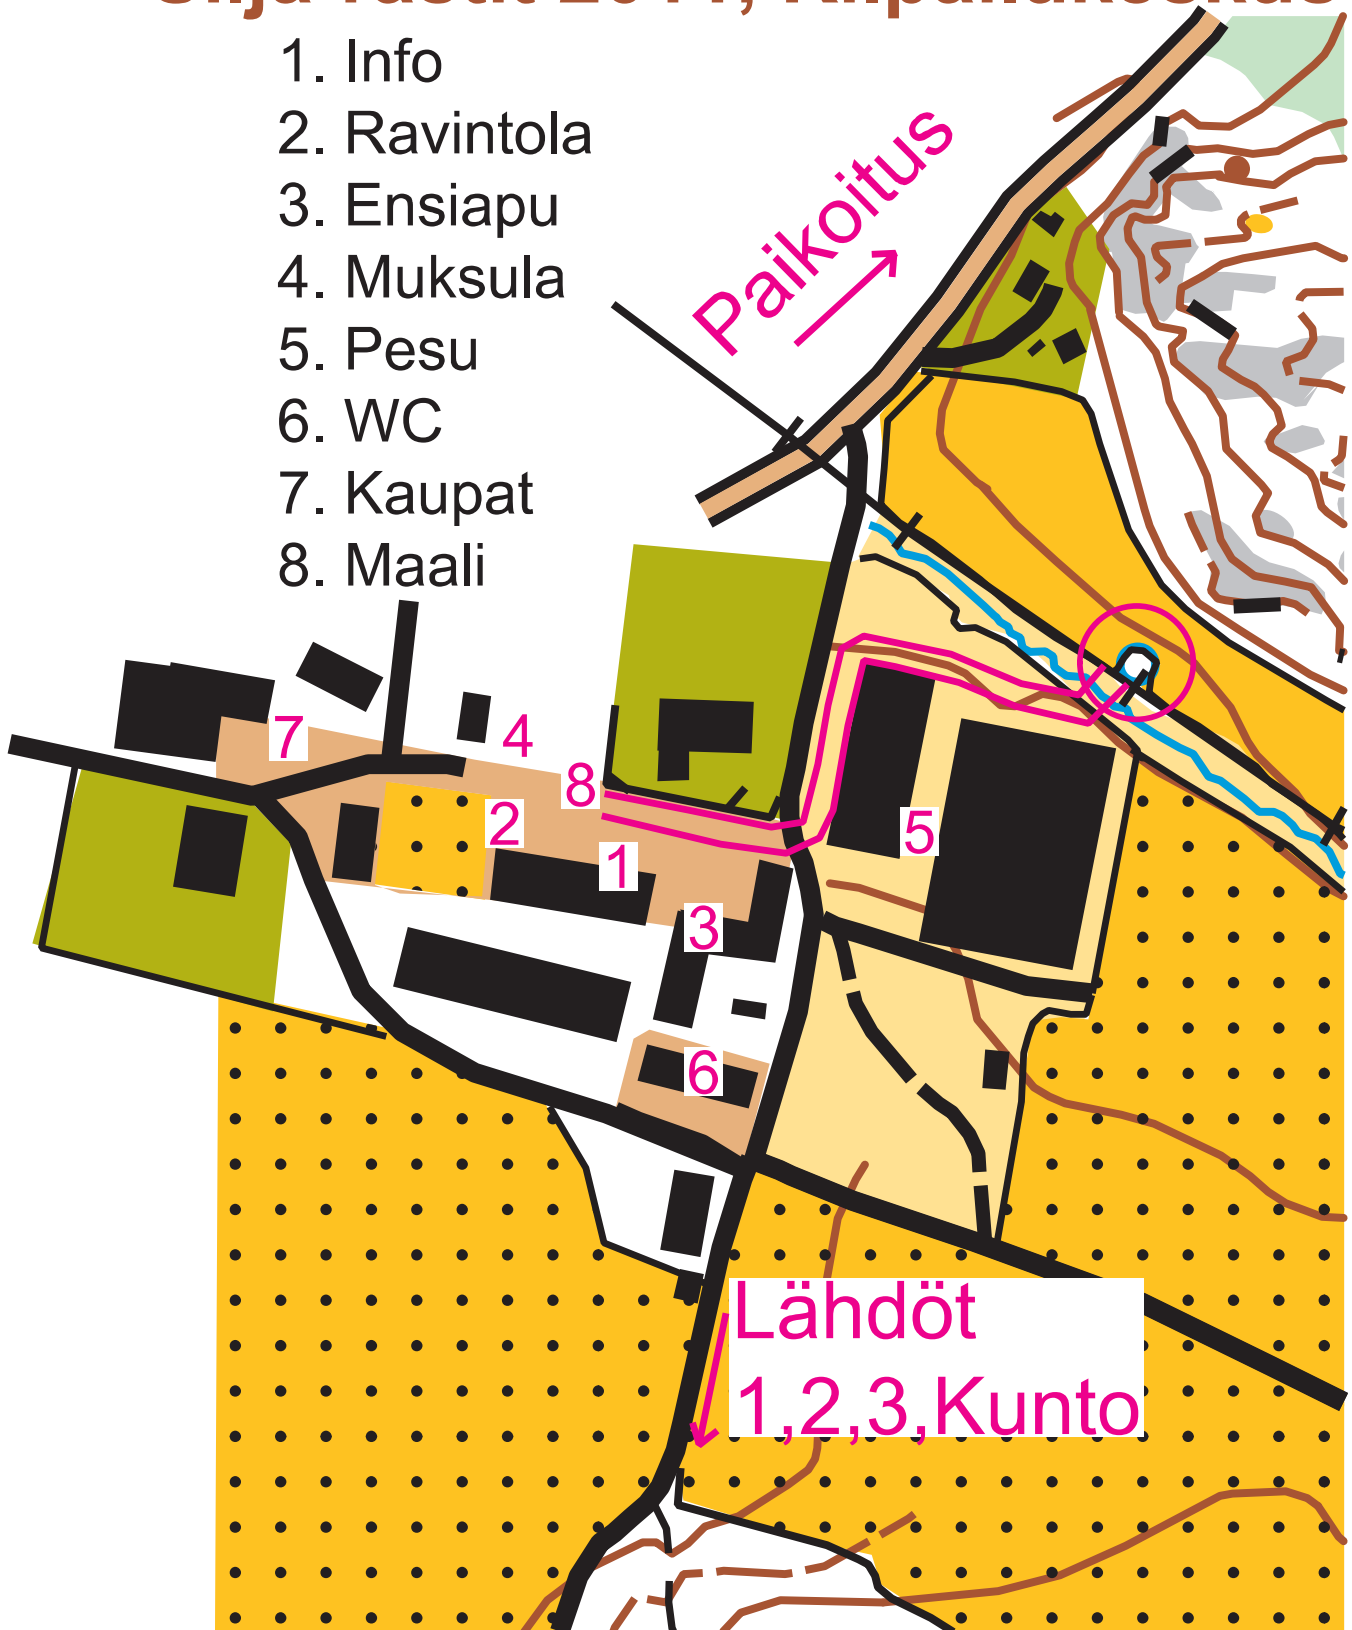 1. Info
2. Ravintola
3. Ensiapu
4. Muksula
5. Pesu
6. WC
7. Kaupat
8. Maali
Paikoitus
7
4
8
2
5
1
3
6
Lähdöt
1,2,3,Kunto